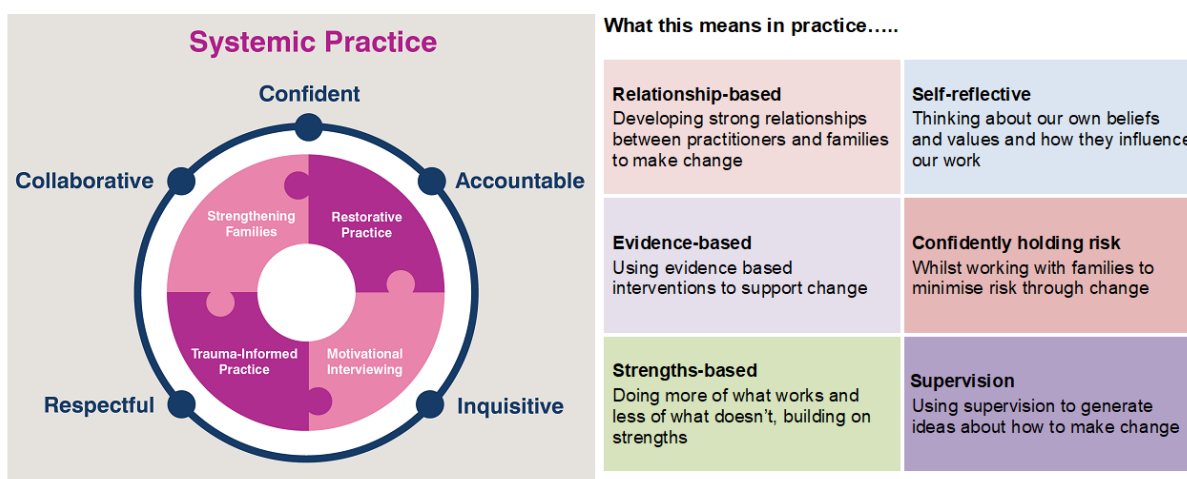 Systemic Practice
Confident
Collaborative
Accountable
Strengthening
Families
Restorative
Practice
Trauma-Informed
Practice
Motivational
Interviewing
Respectful
Inquisitive
What this means in practice…..
Relationship-based
Developing strong relationships
between practitioners and families
to make change
Self-reflective
Thinking about our own beliefs
and values and how they influence
our work
Evidence-based
Using evidence based
interventions to support change
Confidently holding risk
Whilst working with families to
minimise risk through change
Strengths-based
Doing more of what works and
less of what doesn’t, building on
strengths
Supervision
Using supervision to generate
ideas about how to make change